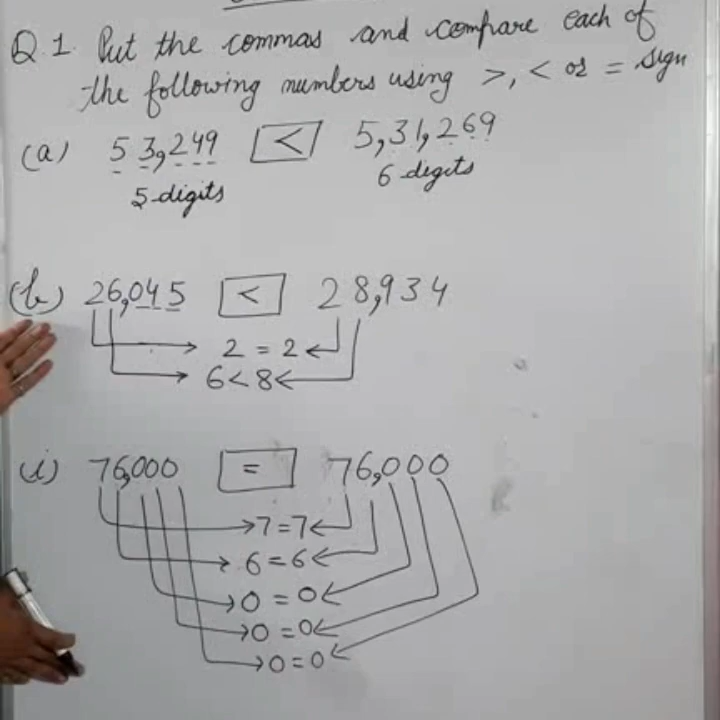 Q.1. Put the commas and compare each of
the following numbers using >, < or = sign
(a) 53,249 < 5,31,269
5 digits 6 digits
(b) 26,045 < 28,934
2 = 2
6 < 8
(i) 76,000 = 76,000
7 = 7
6 = 6
0 = 0
0 = 0
0 = 0